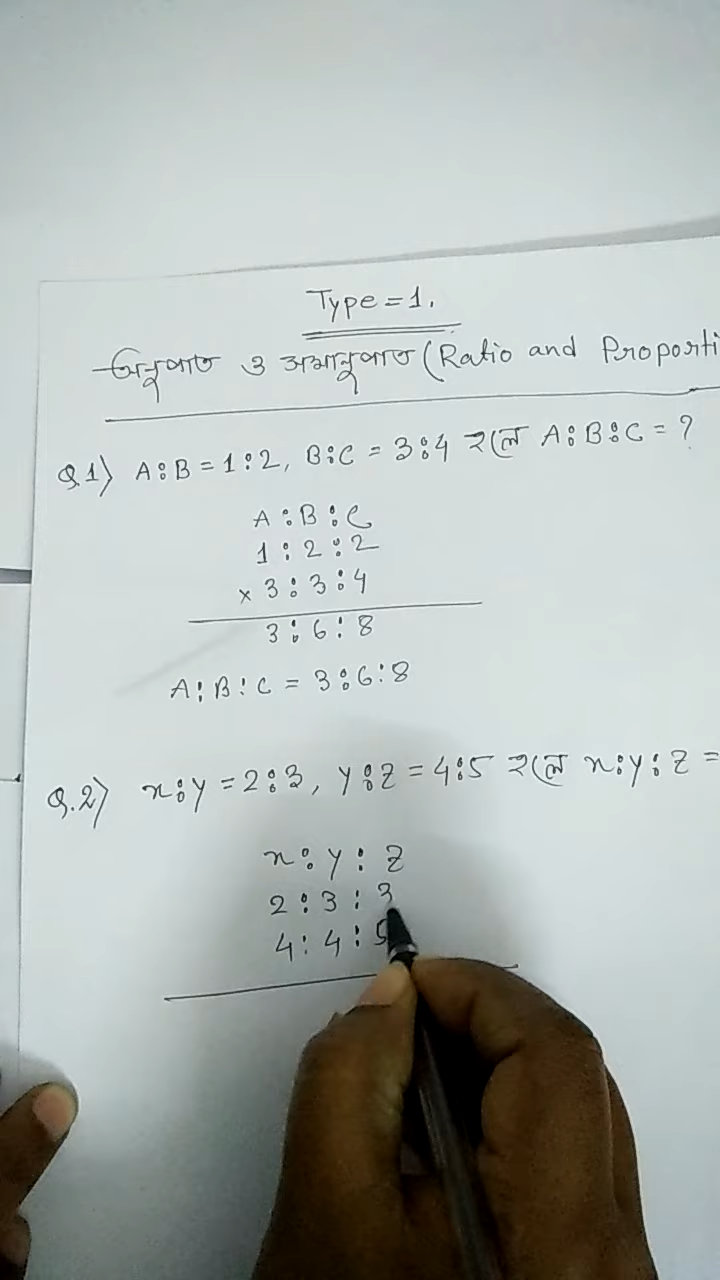 Type = 1.
অনুপাত ও সমানুপাত (Ratio and Proporti
Q.1) A:B = 1:2, B:C = 3:4 হলে A:B:C = ?
A : B : C
1 : 2 : 2
× 3 : 3 : 4
3 : 6 : 8
A : B : C = 3:6:8
Q.2) x:y = 2:3, y:z = 4:5 হলে x:y:z =
x : y : z
2 : 3 : 3
4 : 4 : 5